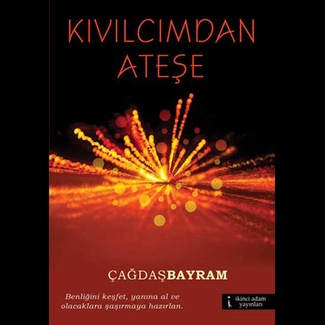 KIVILCIMDAN
ATEŞE
ÇAĞDAŞBAYRAM
Benliğini keşfet, yanına al ve
olacaklara şaşırmaya hazırlan.
ikinci adam
yayınları